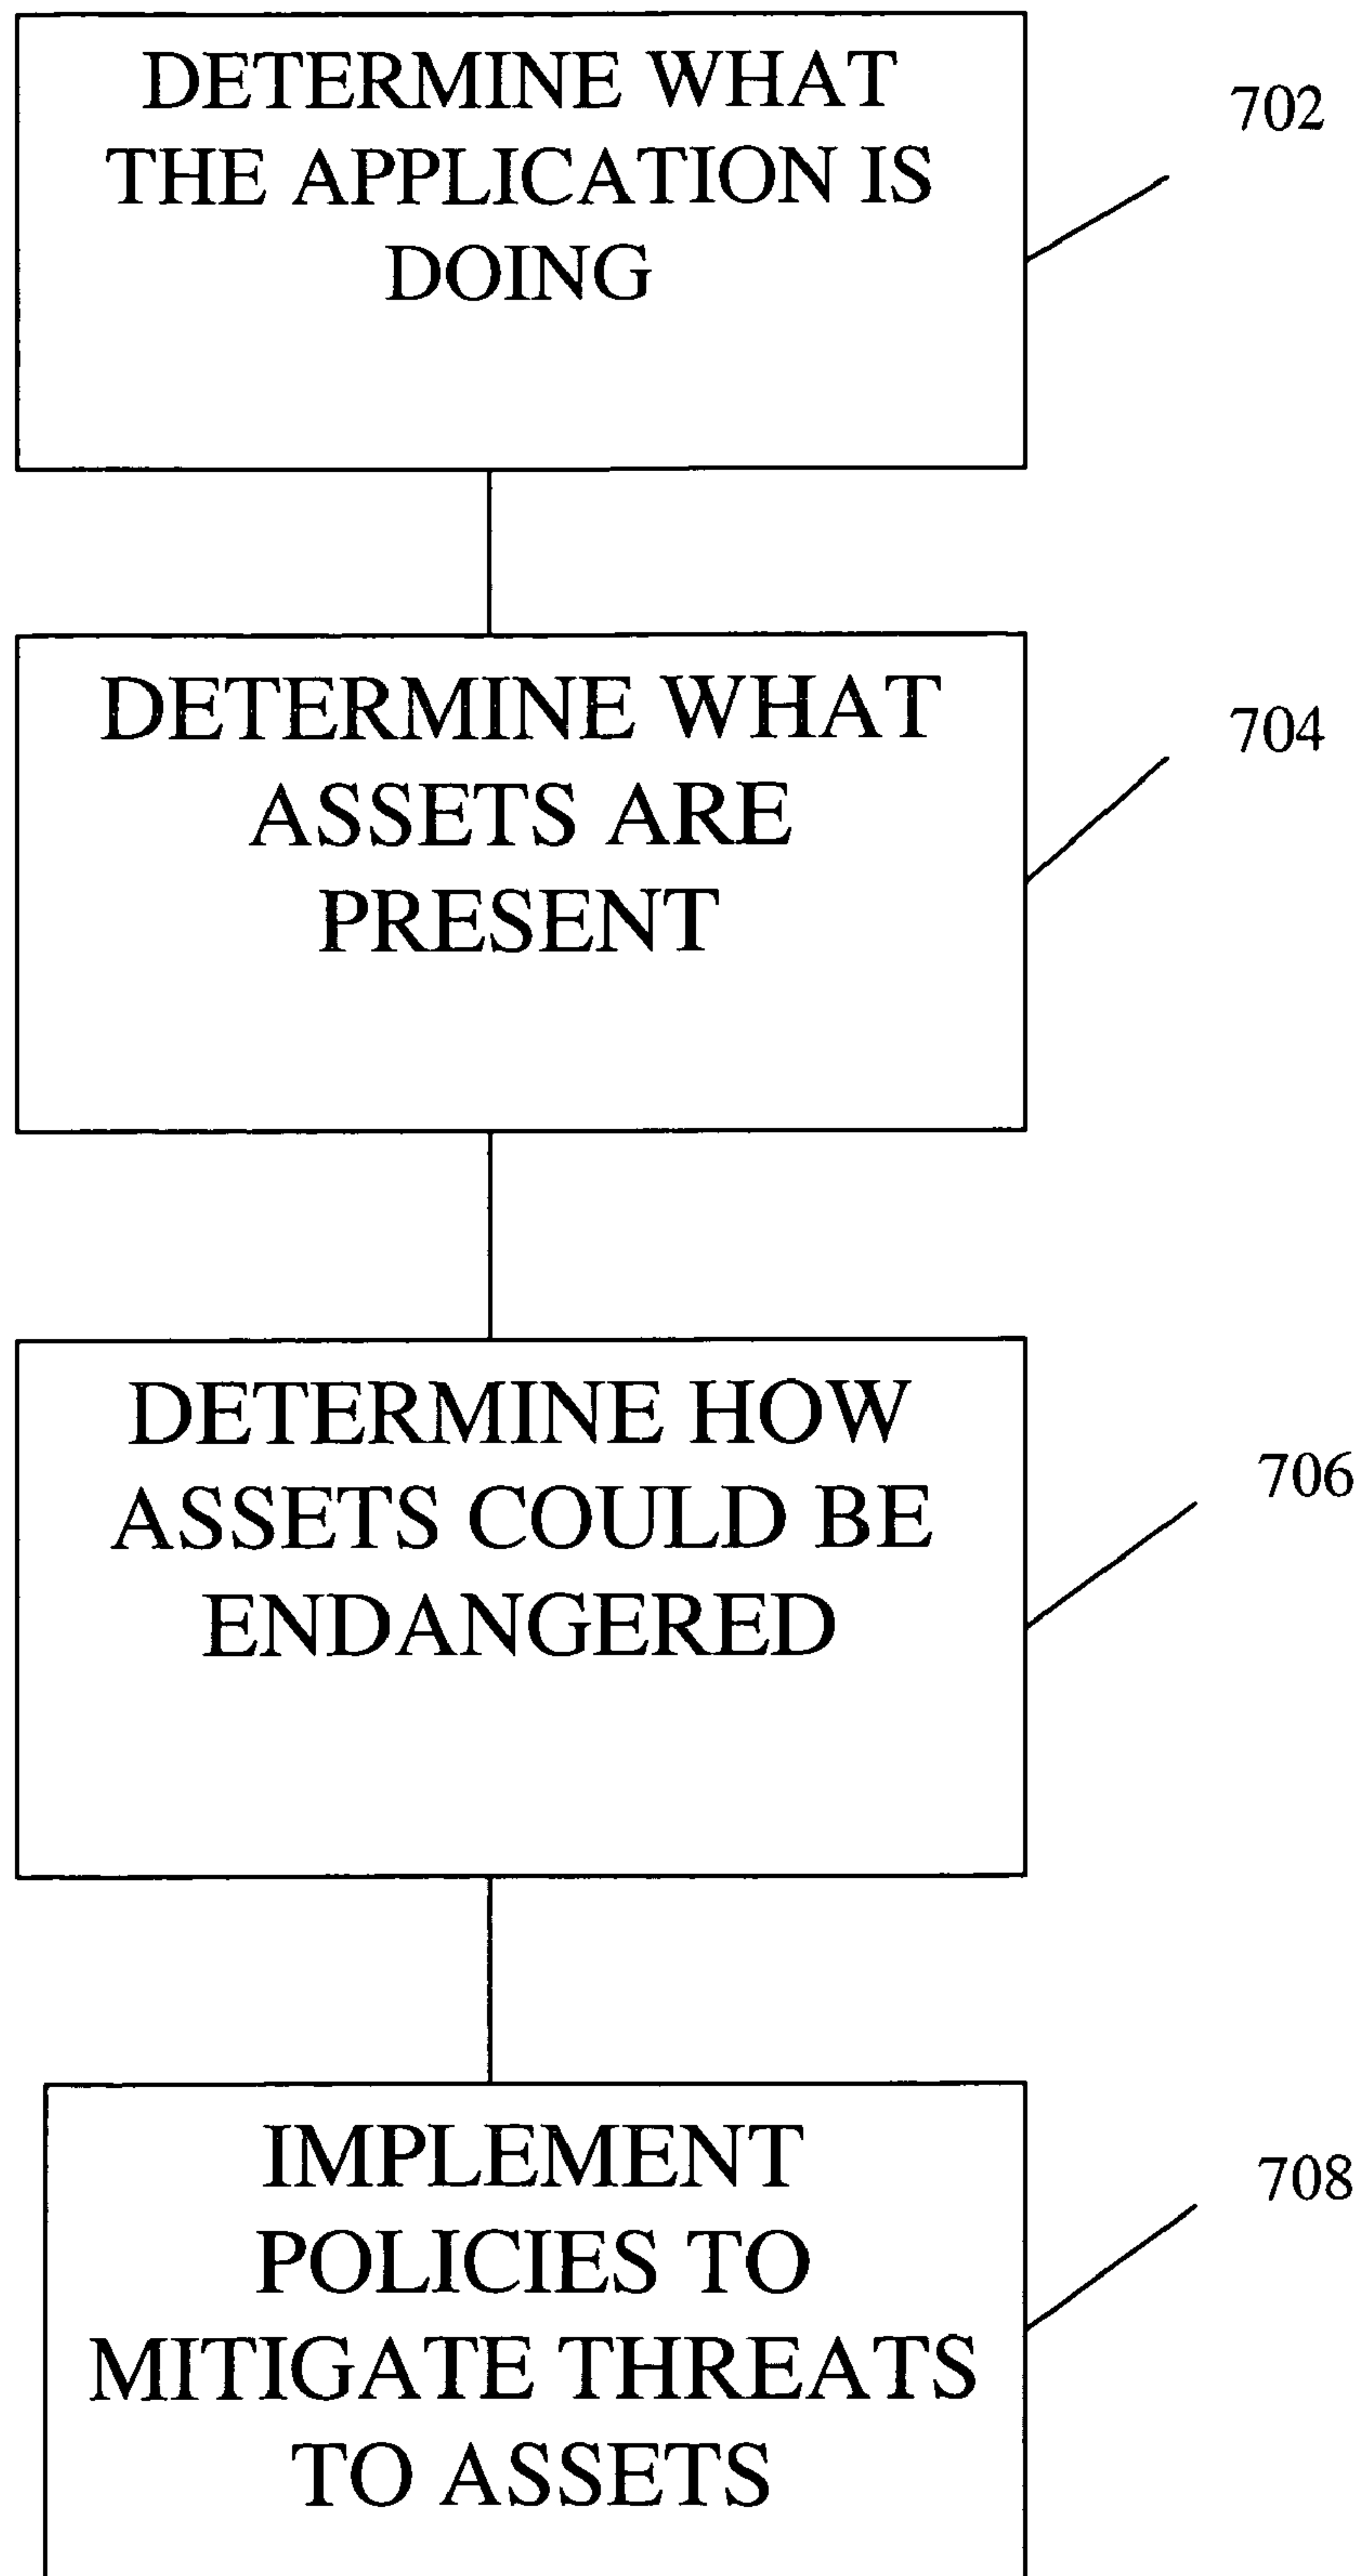 DETERMINE WHAT
THE APPLICATION IS
DOING
702
DETERMINE WHAT
ASSETS ARE
PRESENT
704
DETERMINE HOW
ASSETS COULD BE
ENDANGERED
706
IMPLEMENT
POLICIES TO
MITIGATE THREATS
TO ASSETS
708